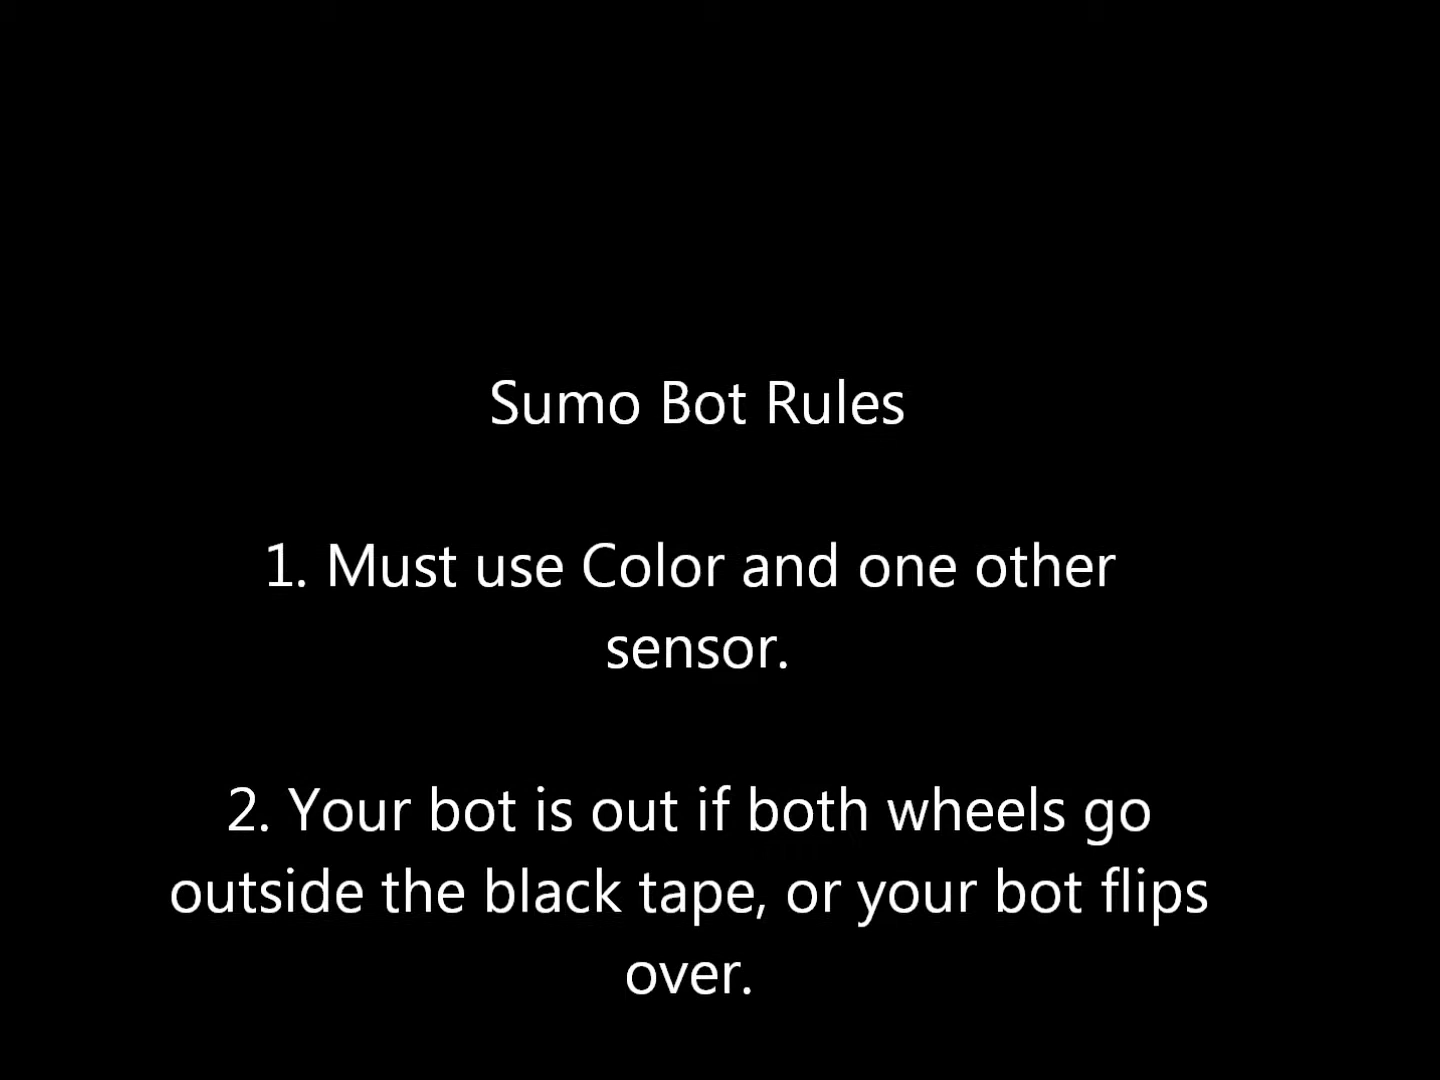 Sumo Bot Rules
1. Must use Color and one other
sensor.
2. Your bot is out if both wheels go
outside the black tape, or your bot flips
over.